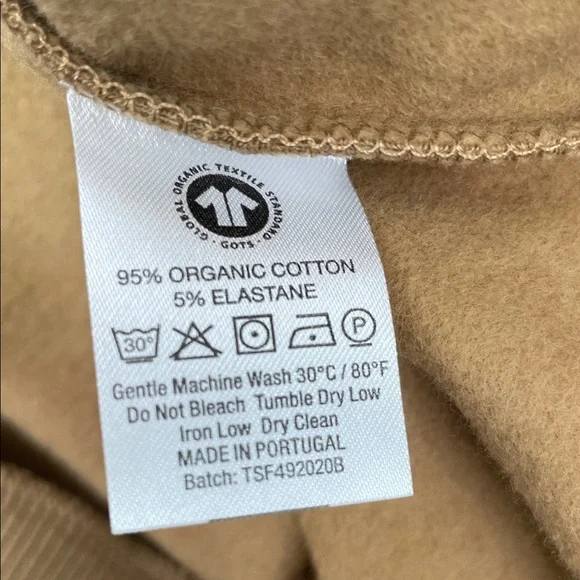 GLOBAL ORGANIC TEXTILE STANDARD
· GOTS ·
95% ORGANIC COTTON
5% ELASTANE
30° P
Gentle Machine Wash 30°C / 80°F
Do Not Bleach Tumble Dry Low
Iron Low Dry Clean
MADE IN PORTUGAL
Batch: TSF492020B